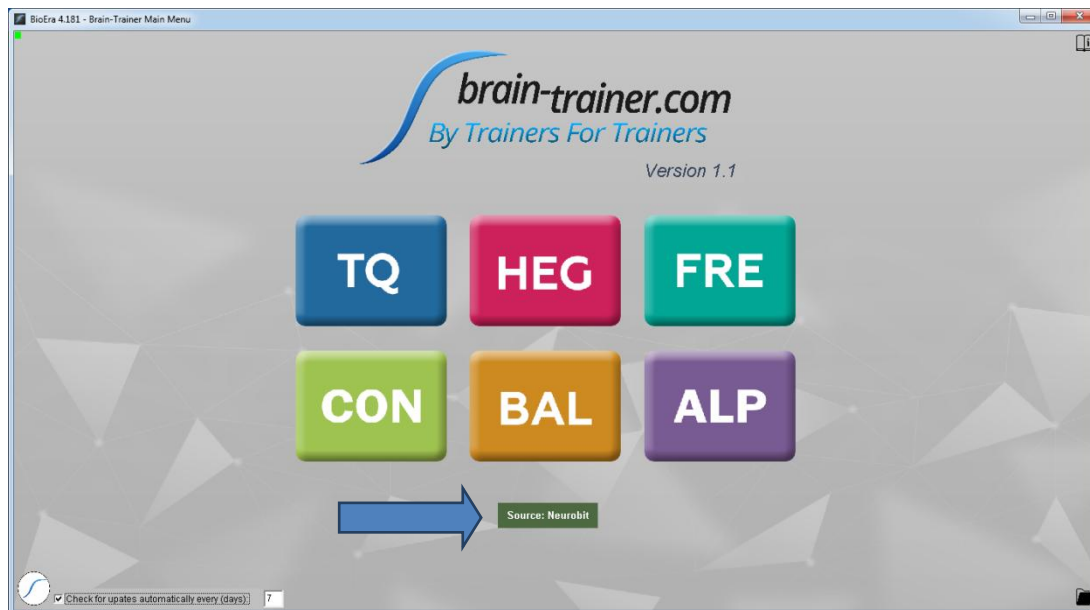 BioEra 4.181 - Brain-Trainer Main Menu
brain-trainer.com
By Trainers For Trainers
Version 1.1
TQ HEG FRE
CON BAL ALP
Source: Neurobit
Check for upates automatically every (days): 7